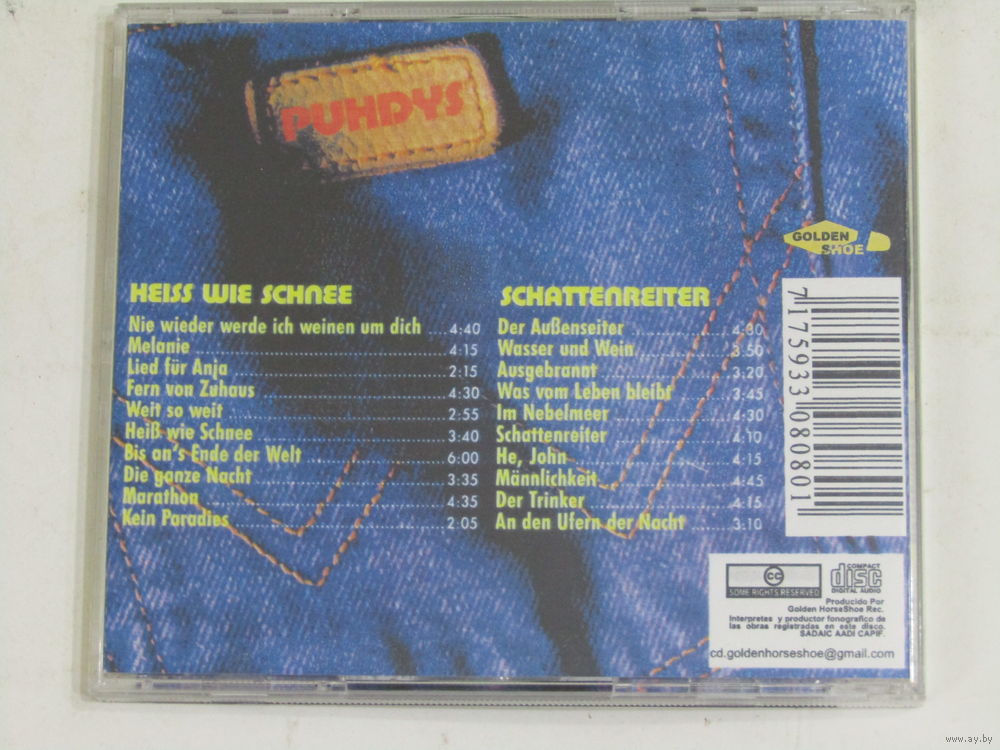 PUHDYS
GOLDEN
SHOE
HEISS WIE SCHNEE
Nie wieder werde ich weinen um dich 4:40
Melanie 4:15
Lied für Anja 2:15
Fern von Zuhaus 4:30
Weit so weit 2:55
Heiß wie Schnee 3:40
Bis an's Ende der Welt 6:00
Die ganze Nacht 3:35
Marathon 4:35
Kein Paradies 2:05
SCHATTENREITER
Der Außenseiter 4:30
Wasser und Wein 3:50
Ausgebrannt 3:20
Was vom Leben bleibt 3:45
Im Nebelmeer 4:30
Schattenreiter 4:10
He, John 4:15
Männlichkeit 4:45
Der Trinker 4:15
An den Ufern der Nacht 3:10
7 175933 080801
cc
SOME RIGHTS RESERVED
COMPACT
disc
DIGITAL AUDIO
Producido Por
Golden HorseShoe Rec.
Interpretes y productor fonografico de
las obras registradas en este disco.
SADAIC AADI CAPIF.
cd.goldenhorseshoe@gmail.com
www.ay.by